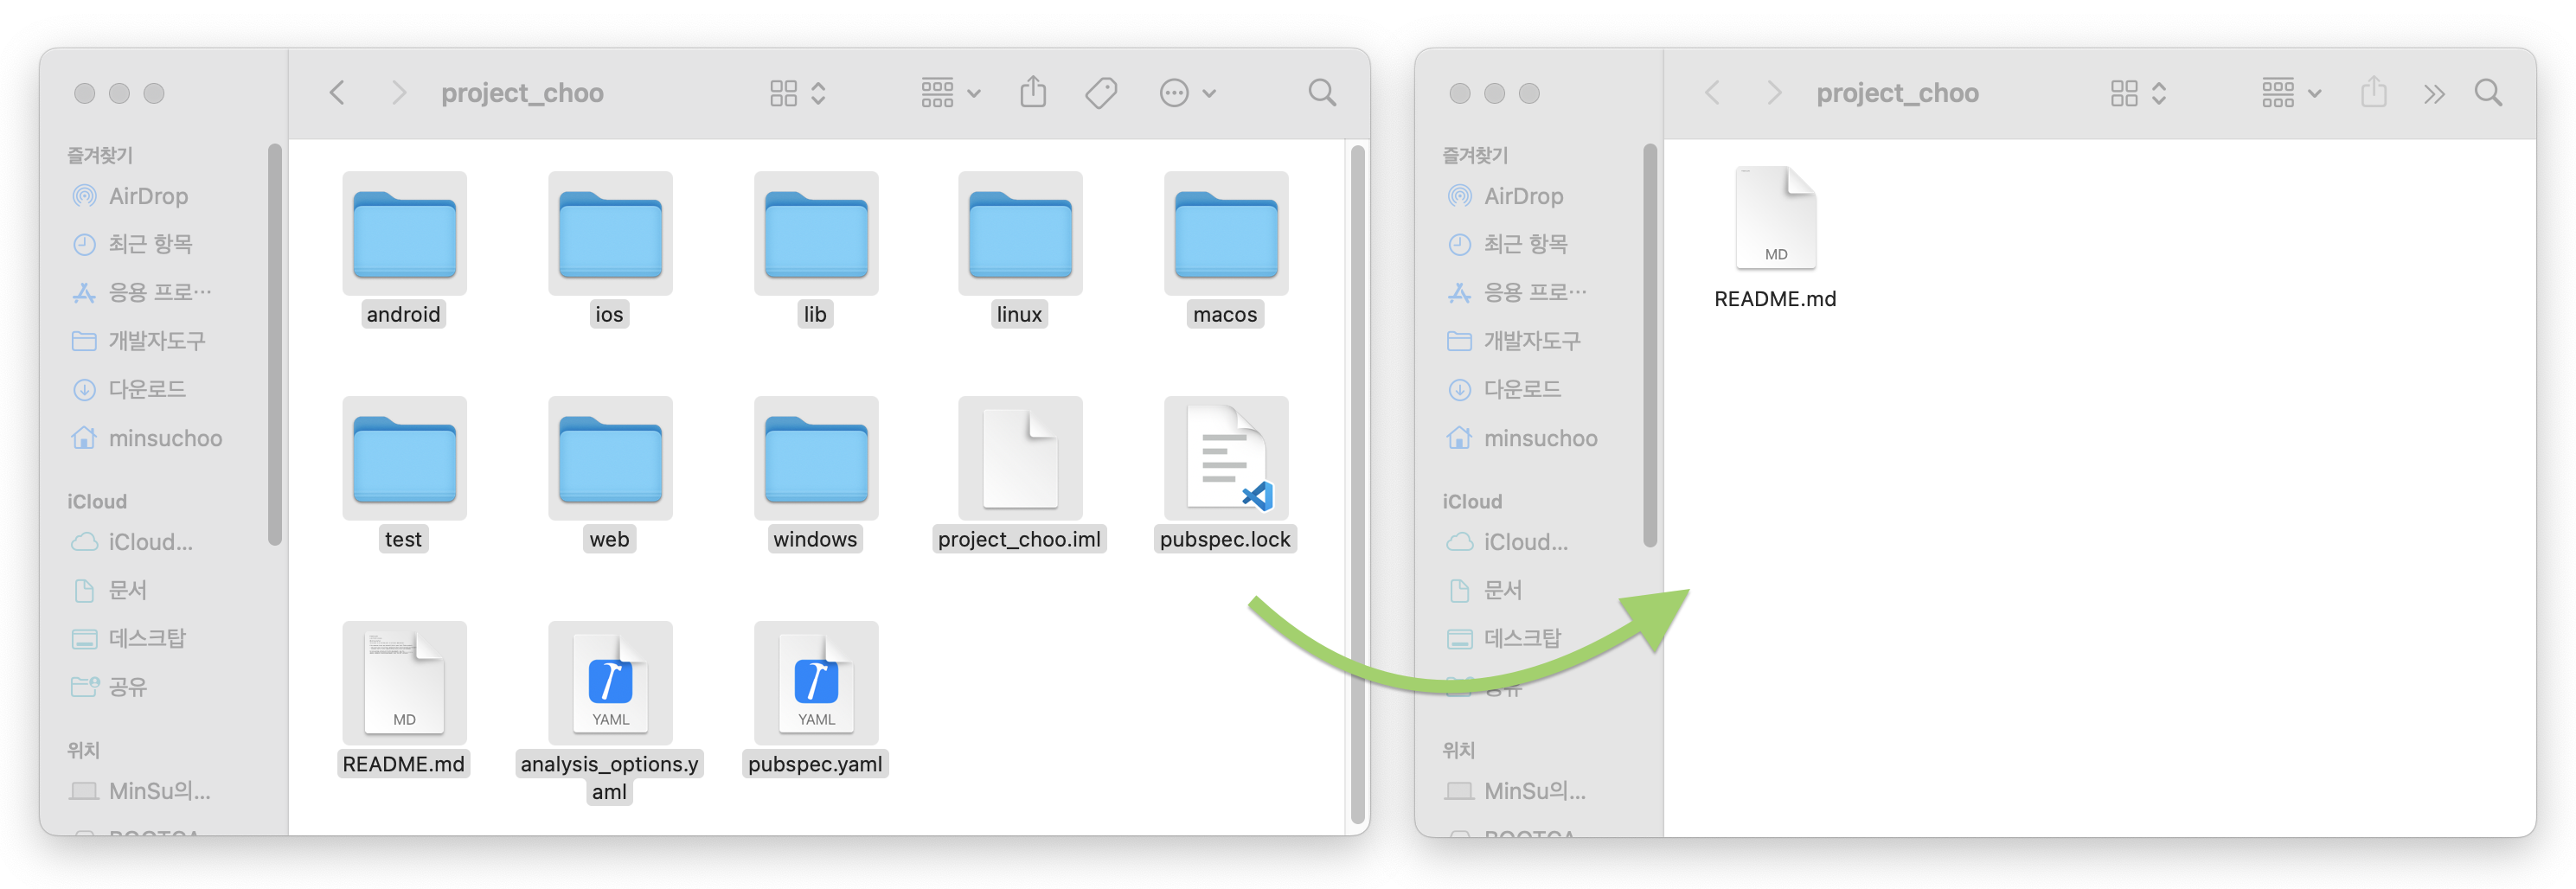 project_choo
즐겨찾기
AirDrop
최근 항목
응용 프로…
개발자도구
다운로드
minsuchoo
iCloud
iCloud…
문서
데스크탑
공유
위치
MinSu의…
android
ios
lib
linux
macos
test
web
windows
project_choo.iml
pubspec.lock
MD
YAML
YAML
README.md
analysis_options.y
aml
pubspec.yaml
project_choo
즐겨찾기
AirDrop
최근 항목
응용 프로…
개발자도구
다운로드
minsuchoo
iCloud
iCloud…
문서
데스크탑
공유
위치
MinSu의…
MD
README.md